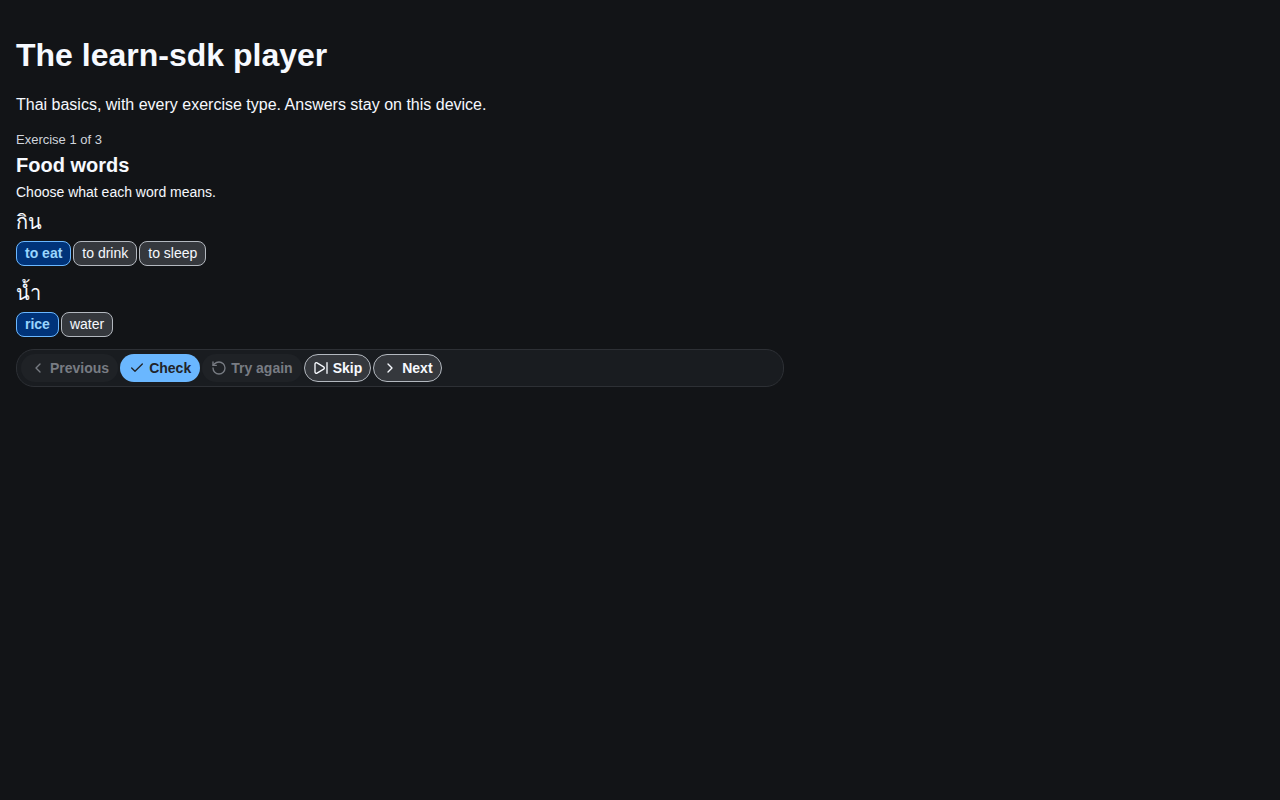 The learn-sdk player
Thai basics, with every exercise type. Answers stay on this device.
Exercise 1 of 3
Food words
Choose what each word means.
กิน
to eat to drink to sleep
น้ำ
rice water
Previous Check Try again Skip Next